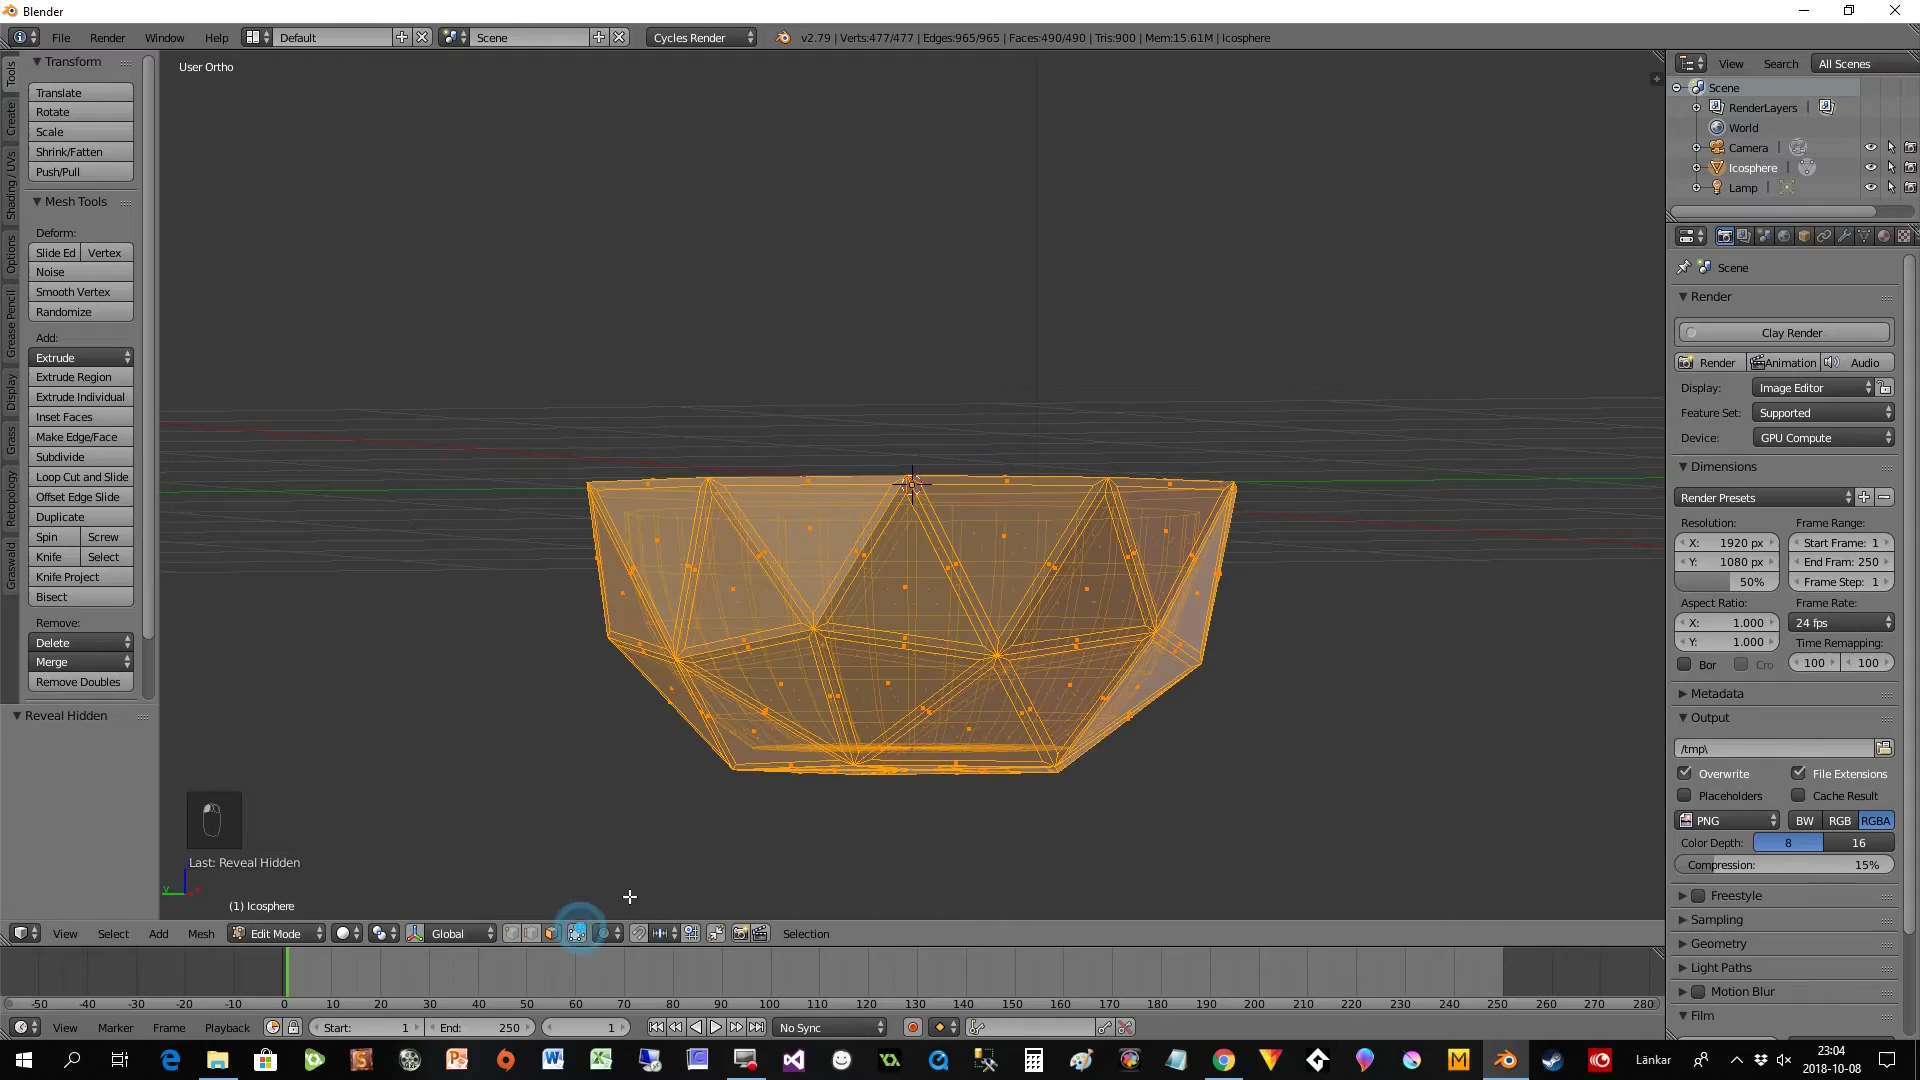 Blender
File Render Window Help Default Scene Cycles Render v2.79 | Verts:477/477 | Edges:965/965 | Faces:490/490 | Tris:900 | Mem:15.61M | Icosphere
User Ortho
Tools
Create
Shading / UVs
Options
Grease Pencil
Display
Grass
Retopology
Graswald
Transform
Translate
Rotate
Scale
Shrink/Fatten
Push/Pull
Mesh Tools
Deform:
Slide Ed Vertex
Noise
Smooth Vertex
Randomize
Add:
Extrude
Extrude Region
Extrude Individual
Inset Faces
Make Edge/Face
Subdivide
Loop Cut and Slide
Offset Edge Slide
Duplicate
Spin Screw
Knife Select
Knife Project
Bisect
Remove:
Delete
Merge
Remove Doubles
Reveal Hidden
Last: Reveal Hidden
(1) Icosphere
View Select Add Mesh Edit Mode Global Selection
-50 -40 -30 -20 -10 0 10 20 30 40 50 60 70 80 90 100 110 120 130 140 150 160 170 180 190 200 210 220 230 240 250 260 270 280
View Marker Frame Playback Start: 1 End: 250 1 No Sync
View Search All Scenes
Scene
RenderLayers |
World
Camera |
Icosphere |
Lamp |
Scene
Render
Clay Render
Render Animation Audio
Display: Image Editor
Feature Set: Supported
Device: GPU Compute
Dimensions
Render Presets
Resolution: Frame Range:
X: 1920 px Start Frame: 1
Y: 1080 px End Fram: 250
50% Frame Step: 1
Aspect Ratio: Frame Rate:
X: 1.000 24 fps
Y: 1.000 Time Remapping:
Bor Cro 100 100
Metadata
Output
/tmp\
Overwrite File Extensions
Placeholders Cache Result
PNG BW RGB RGBA
Color Depth: 8 16
Compression: 15%
Freestyle
Sampling
Geometry
Light Paths
Motion Blur
Film
Länkar
23:04
2018-10-08